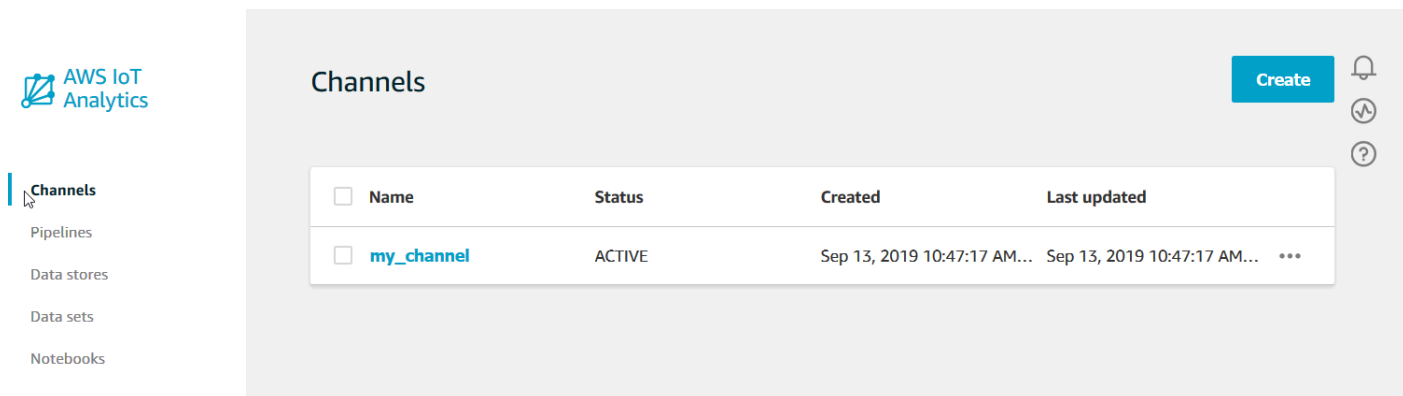 AWS IoT
Analytics
Channels
Pipelines
Data stores
Data sets
Notebooks
Channels
Create
Name Status Created Last updated
my_channel ACTIVE Sep 13, 2019 10:47:17 AM... Sep 13, 2019 10:47:17 AM... •••